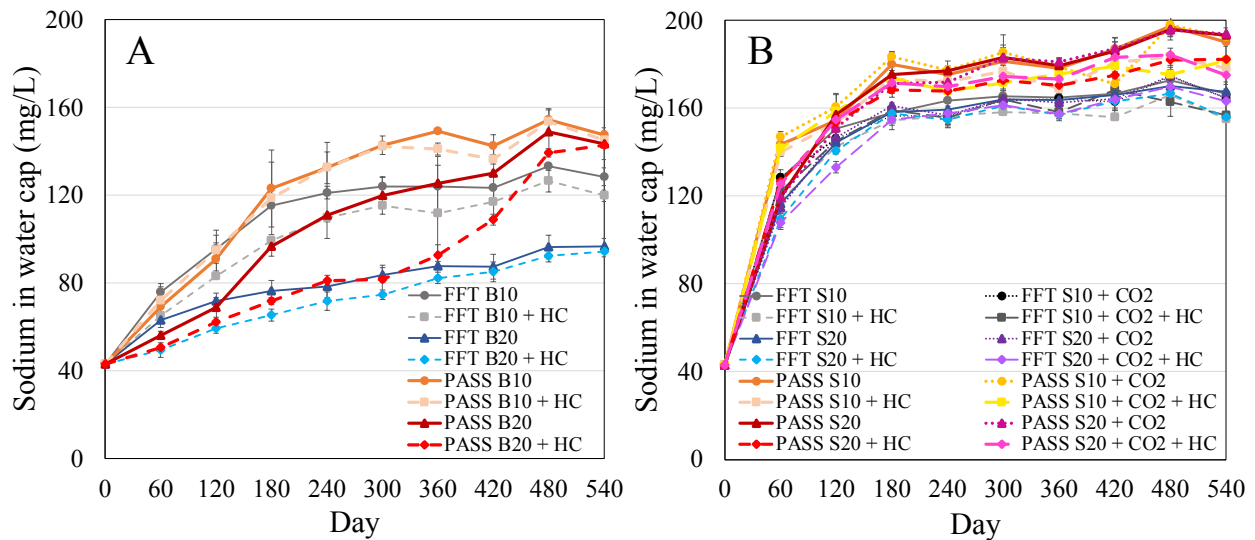 A
Sodium in water cap (mg/L)
200
160
120
80
40
0
0 60 120 180 240 300 360 420 480 540
Day
FFT B10
FFT B10 + HC
FFT B20
FFT B20 + HC
PASS B10
PASS B10 + HC
PASS B20
PASS B20 + HC
B
Sodium in water cap (mg/L)
200
160
120
80
40
0
0 60 120 180 240 300 360 420 480 540
Day
FFT S10
FFT S10 + HC
FFT S20
FFT S20 + HC
PASS S10
PASS S10 + HC
PASS S20
PASS S20 + HC
FFT S10 + CO2
FFT S10 + CO2 + HC
FFT S20 + CO2
FFT S20 + CO2 + HC
PASS S10 + CO2
PASS S10 + CO2 + HC
PASS S20 + CO2
PASS S20 + CO2 + HC